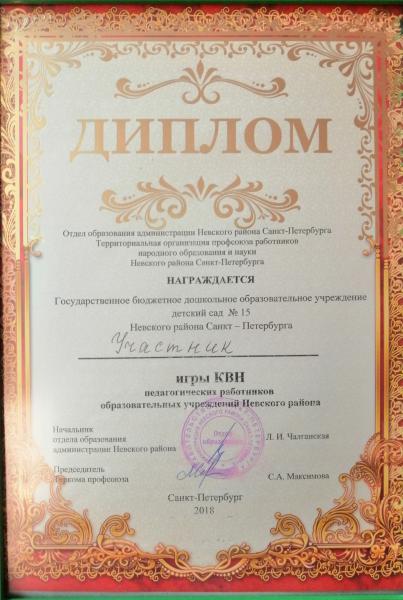 ДИПЛОМ
Отдел образования администрации Невского района Санкт-Петербурга
Территориальная организация профсоюза работников
народного образования и науки
Невского района Санкт-Петербурга
НАГРАЖДАЕТСЯ
Государственное бюджетное дошкольное образовательное учреждение
детский сад № 15
Невского района Санкт – Петербурга
Участник
игры КВН
педагогических работников
образовательных учреждений Невского района
Начальник
отдела образования
администрации Невского района
Л. И. Чалганская
Председатель
Теркома профсоюза
С.А. Максимова
Санкт-Петербург
2018